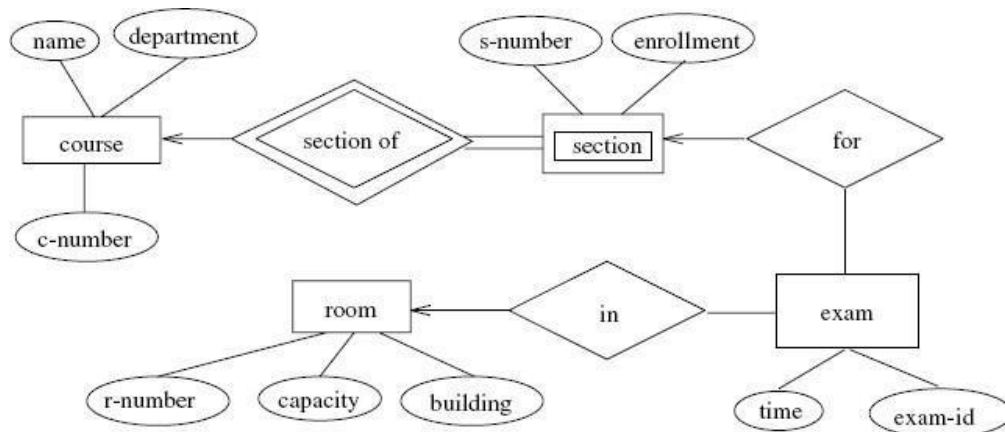 name
department
s-number
enrollment
course
section of
section
for
c-number
room
in
exam
r-number
capacity
building
time
exam-id